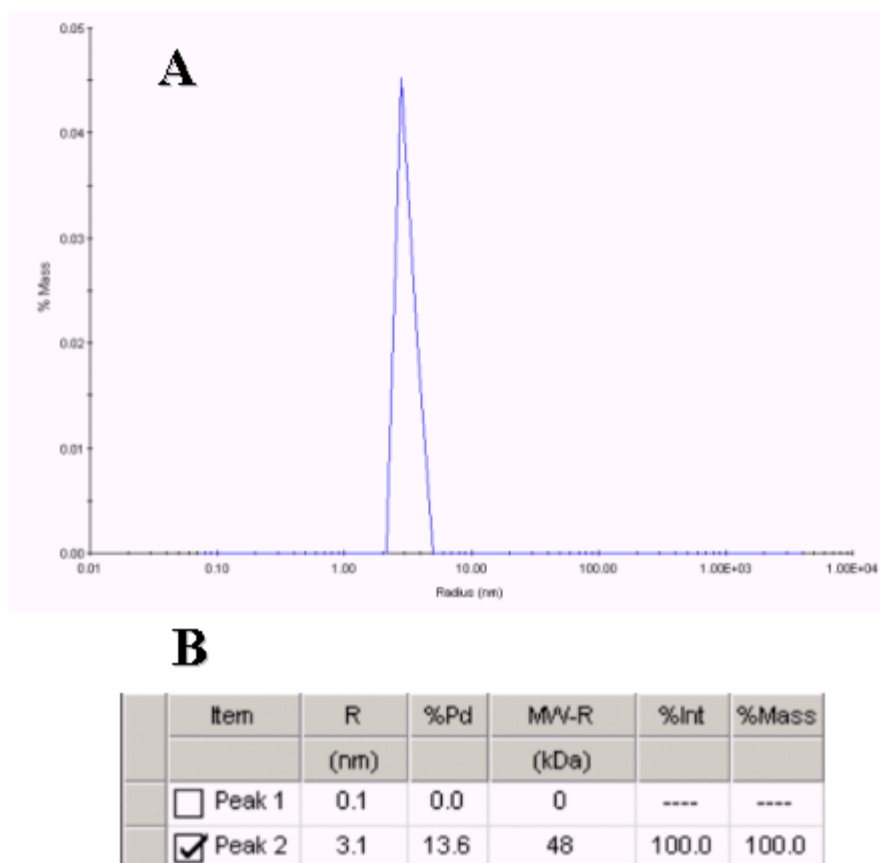 A
0.05
0.04
0.03
0.02
0.01
0.00
% Mass
0.01 0.10 1.00 10.00 100.00 1.00E+03 1.00E+04
Radius (nm)
B
Item R %Pd MW-R %Int %Mass
(nm) (kDa)
Peak 1 0.1 0.0 0 ---- ----
Peak 2 3.1 13.6 48 100.0 100.0